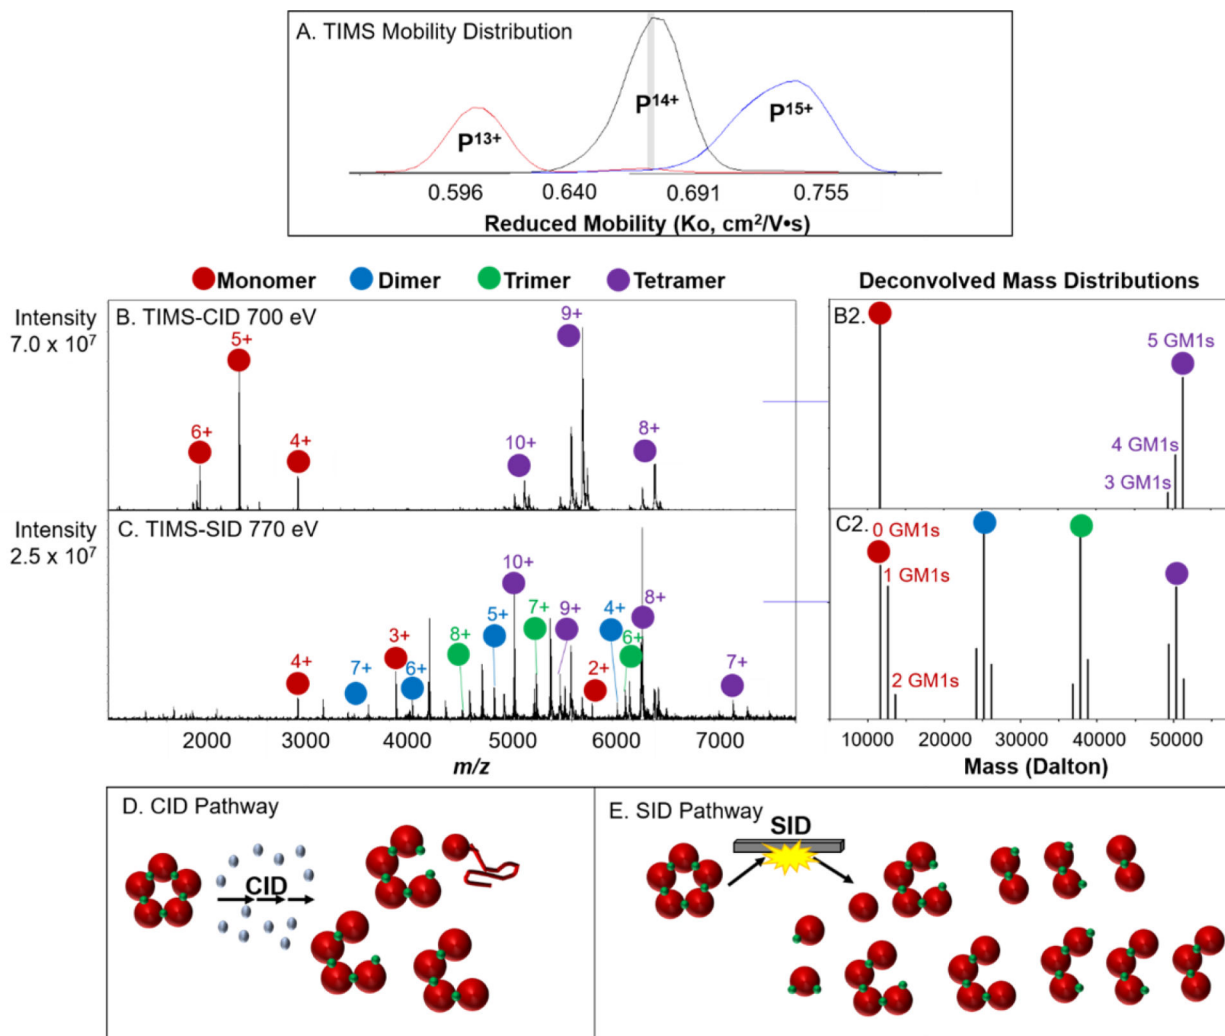 A. TIMS Mobility Distribution
P13+
P14+
P15+
0.596 0.640 0.691 0.755
Reduced Mobility (Ko, cm2/V•s)
Monomer Dimer Trimer Tetramer
Deconvolved Mass Distributions
Intensity
7.0 x 10⁷
B. TIMS-CID 700 eV
6+
5+
4+
10+
9+
8+
B2.
5 GM1s
4 GM1s
3 GM1s
Intensity
2.5 x 10⁷
C. TIMS-SID 770 eV
4+
7+
3+
6+
8+
5+
10+
7+
9+
4+
2+
6+
8+
7+
C2.
0 GM1s
1 GM1s
2 GM1s
2000 3000 4000 5000 6000 7000
m/z
10000 20000 30000 40000 50000
Mass (Dalton)
D. CID Pathway
CID
E. SID Pathway
SID